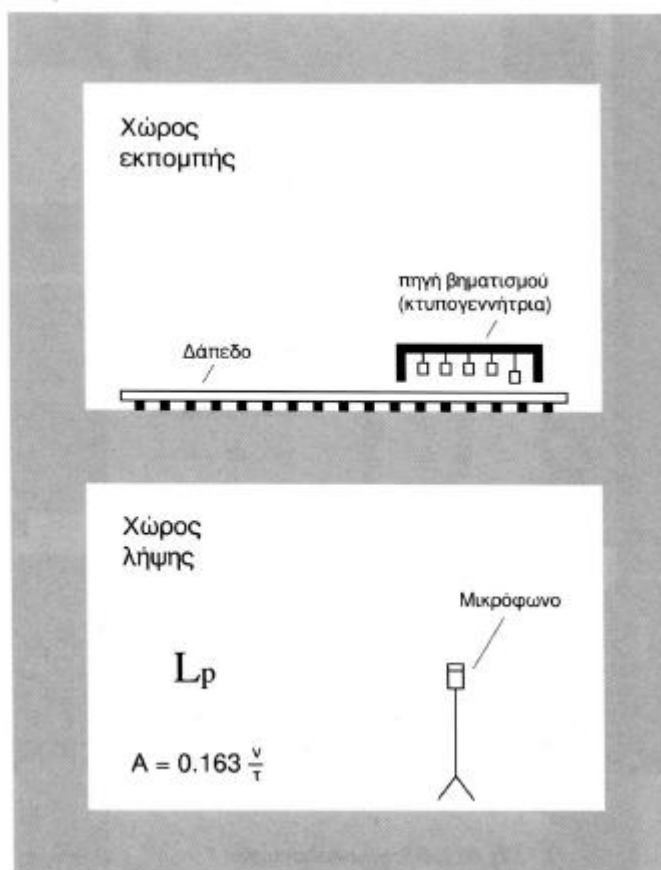 Χώρος
εκπομπής
πηγή βηματισμού
(κτυπογεννήτρια)
Δάπεδο
Χώρος
λήψης
Μικρόφωνο
Lp
A = 0.163 v/τ